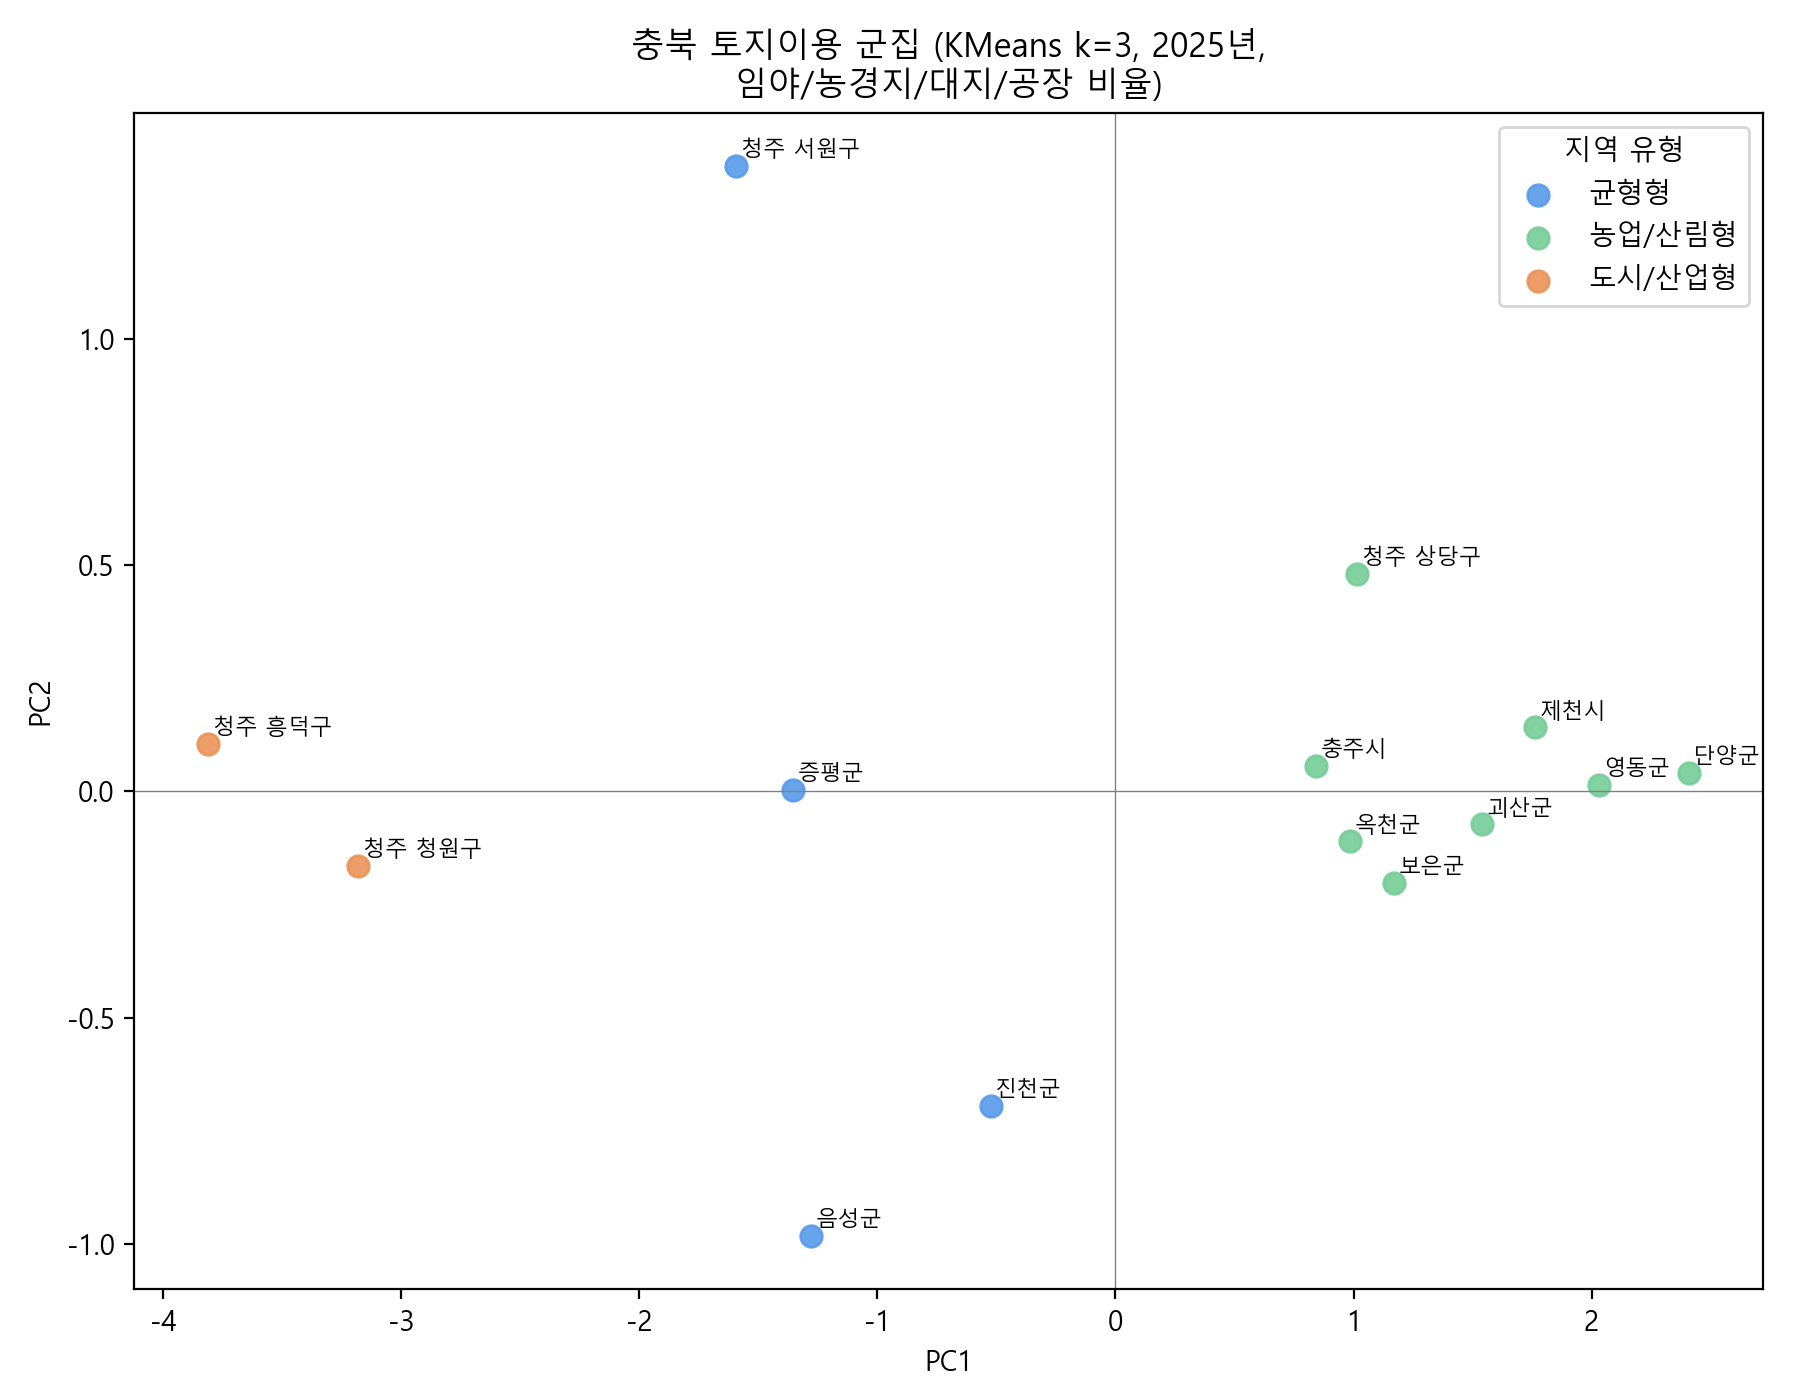 충북 토지이용 군집 (KMeans k=3, 2025년,
임야/농경지/대지/공장 비율)
지역 유형
균형형
농업/산림형
도시/산업형
청주 서원구
청주 상당구
제천시
청주 흥덕구
충주시
단양군
영동군
증평군
괴산군
옥천군
청주 청원구
보은군
진천군
음성군
PC2
1.0
0.5
0.0
-0.5
-1.0
-4
-3
-2
-1
0
1
2
PC1